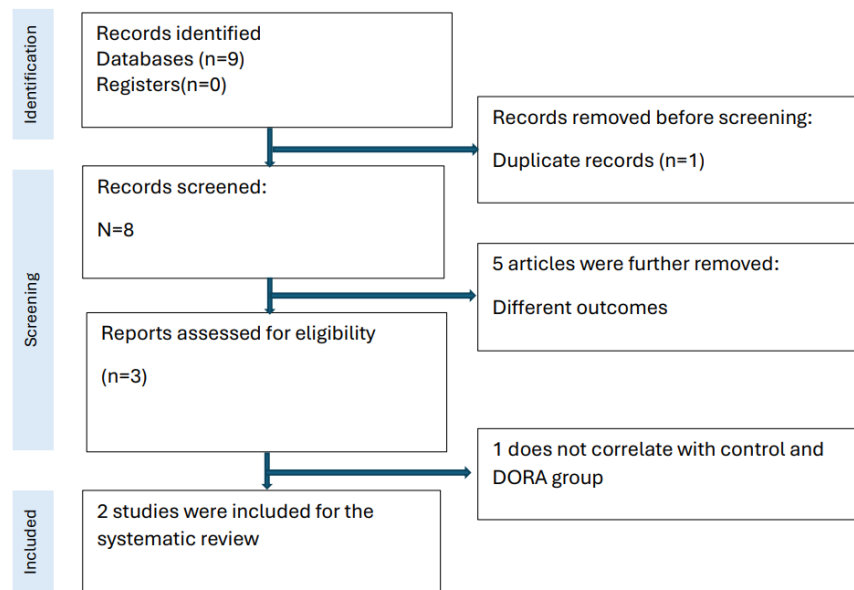 Identification
Records identified
Databases (n=9)
Registers(n=0)
Records removed before screening:
Duplicate records (n=1)
Screening
Records screened:
N=8
5 articles were further removed:
Different outcomes
Reports assessed for eligibility
(n=3)
1 does not correlate with control and
DORA group
Included
2 studies were included for the
systematic review